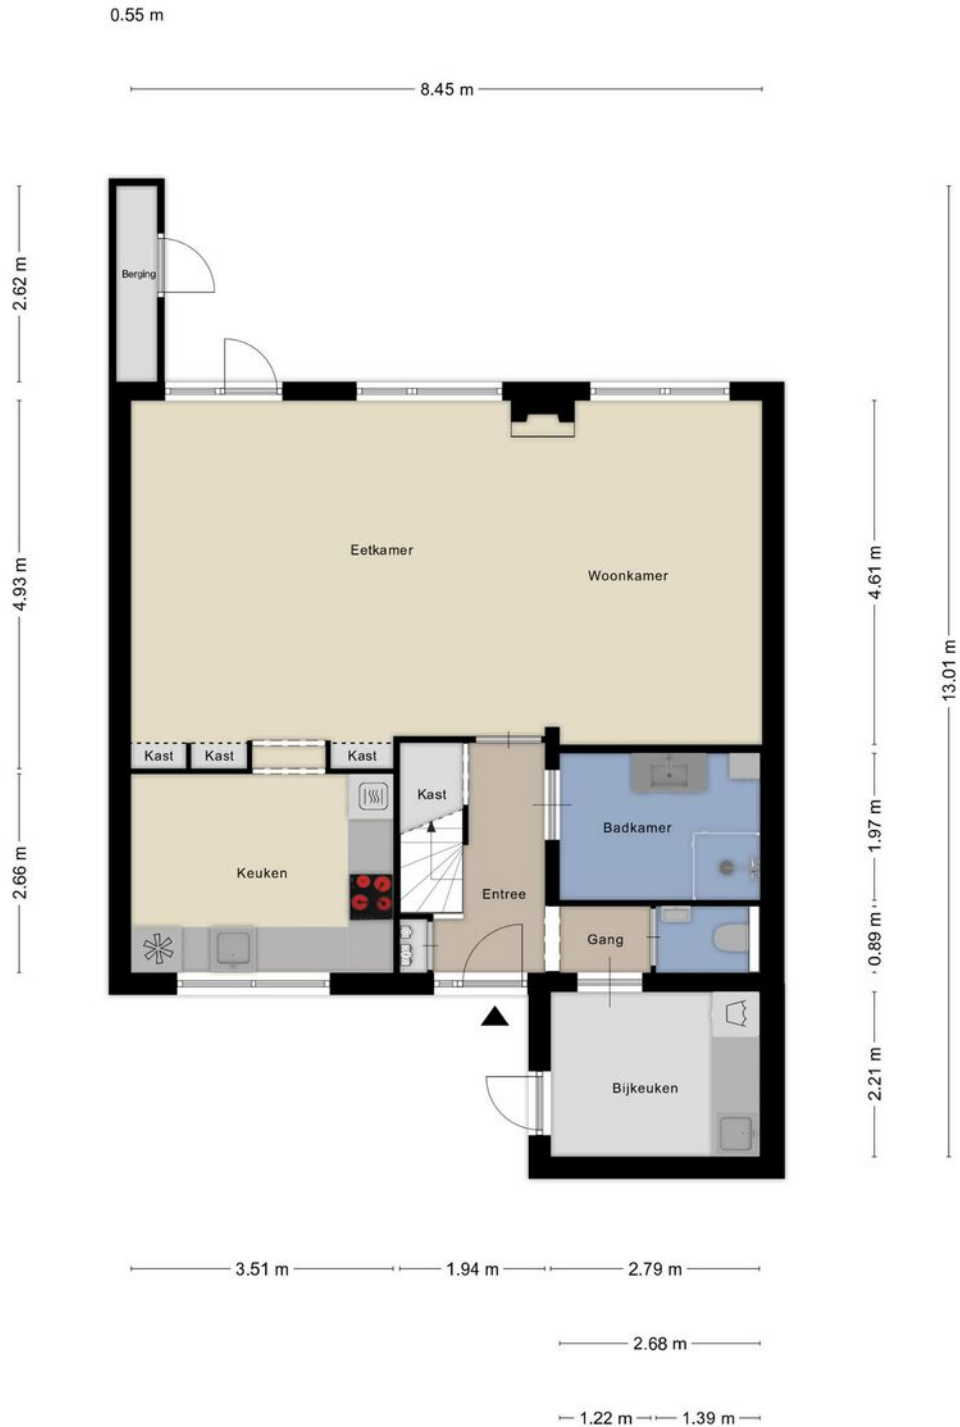 0.55 m
8.45 m
2.62 m
Berging
4.93 m
Eetkamer
Woonkamer
4.61 m
13.01 m
Kast
Kast
Kast
Kast
Keuken
2.66 m
Entree
Badkamer
1.97 m
Gang
0.89 m
Bijkeuken
2.21 m
3.51 m
1.94 m
2.79 m
2.68 m
1.22 m
1.39 m